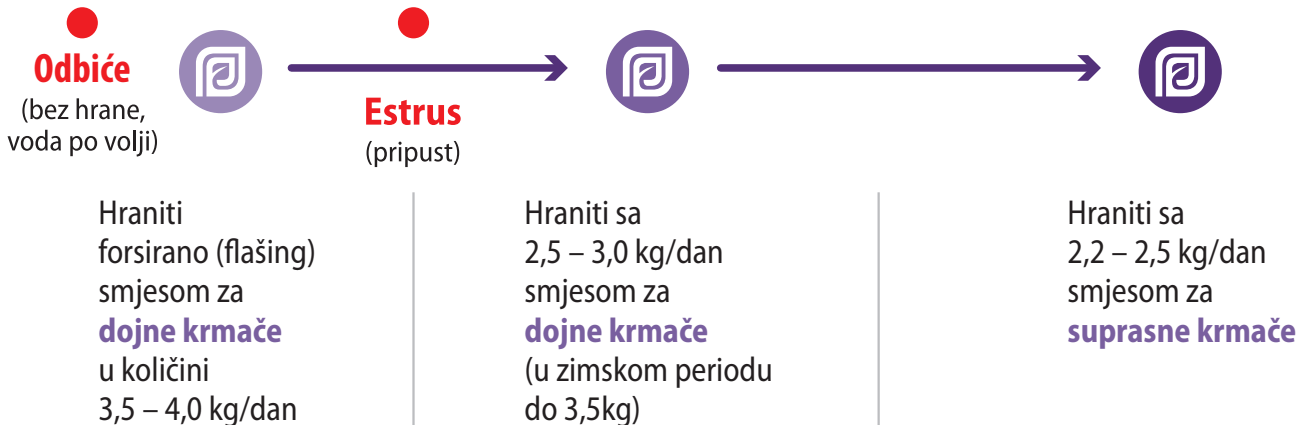 Odbiće
(bez hrane,
voda po volji)
Estrus
(pripust)
Hraniti
forsirano (flašing)
smjesom za
dojne krmače
u količini
3,5 – 4,0 kg/dan
Hraniti sa
2,5 – 3,0 kg/dan
smjesom za
dojne krmače
(u zimskom periodu
do 3,5kg)
Hraniti sa
2,2 – 2,5 kg/dan
smjesom za
suprasne krmače